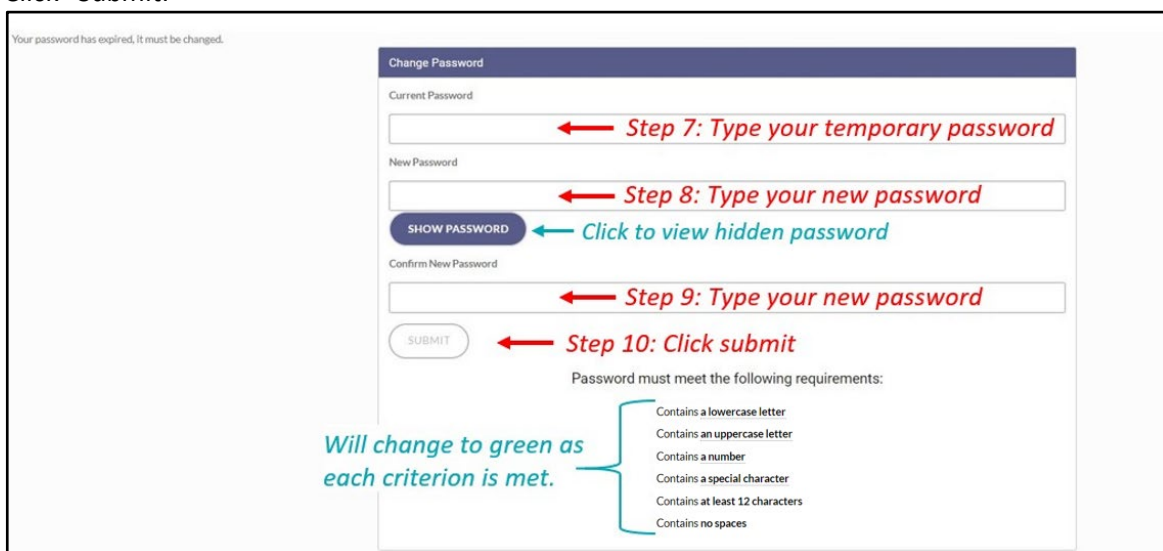 Click "Submit."
Your password has expired, it must be changed.
Change Password
Current Password
Step 7: Type your temporary password
New Password
Step 8: Type your new password
SHOW PASSWORD
Click to view hidden password
Confirm New Password
Step 9: Type your new password
SUBMIT
Step 10: Click submit
Password must meet the following requirements:
Contains a lowercase letter
Contains an uppercase letter
Contains a number
Contains a special character
Contains at least 12 characters
Contains no spaces
Will change to green as
each criterion is met.